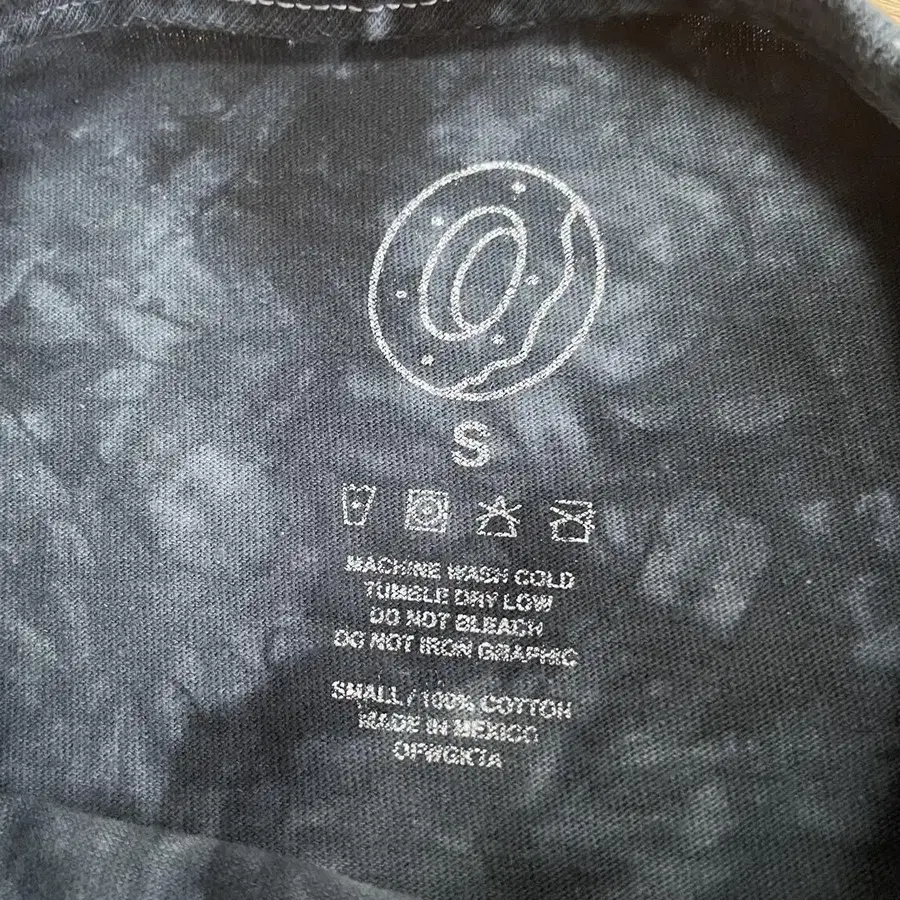 S
MACHINE WASH COLD
TUMBLE DRY LOW
DO NOT BLEACH
DO NOT IRON GRAPHIC
SMALL / 100% COTTON
MADE IN MEXICO
OFWGKTA